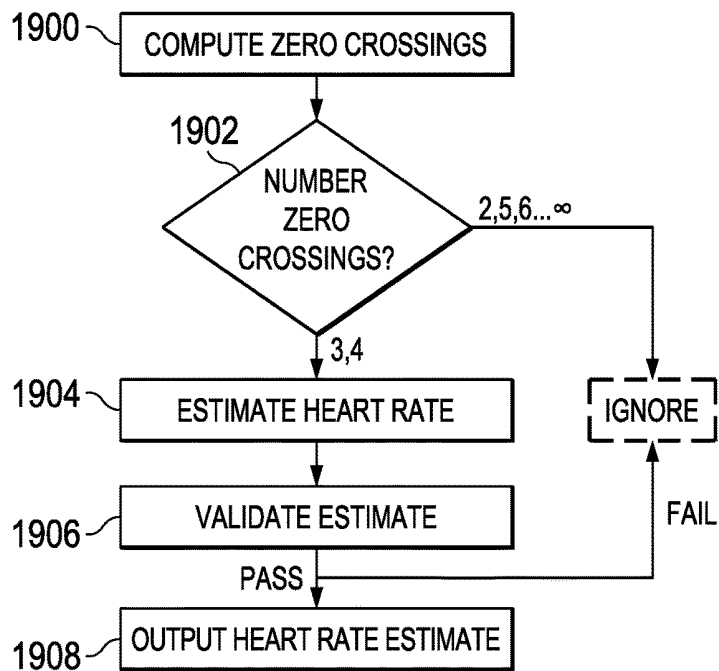 1900
COMPUTE ZERO CROSSINGS
1902
NUMBER
ZERO
CROSSINGS?
2,5,6... ∞
3,4
1904
ESTIMATE HEART RATE
IGNORE
1906
VALIDATE ESTIMATE
FAIL
PASS
1908
OUTPUT HEART RATE ESTIMATE